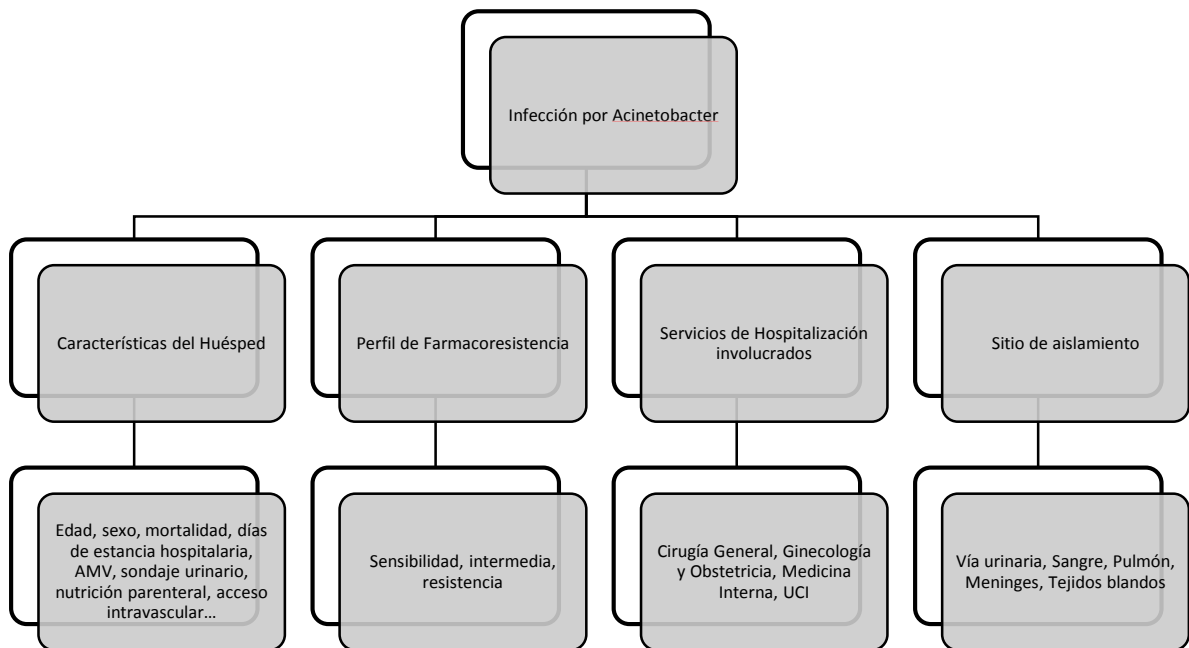 Infección por Acinetobacter
Características del Huésped
Perfil de Farmacoresistencia
Servicios de Hospitalización
involucrados
Sitio de aislamiento
Edad, sexo, mortalidad, días
de estancia hospitalaria,
AMV, sondaje urinario,
nutrición parenteral, acceso
intravascular…
Sensibilidad, intermedia,
resistencia
Cirugía General, Ginecología
y Obstetricia, Medicina
Interna, UCI
Vía urinaria, Sangre, Pulmón,
Meninges, Tejidos blandos